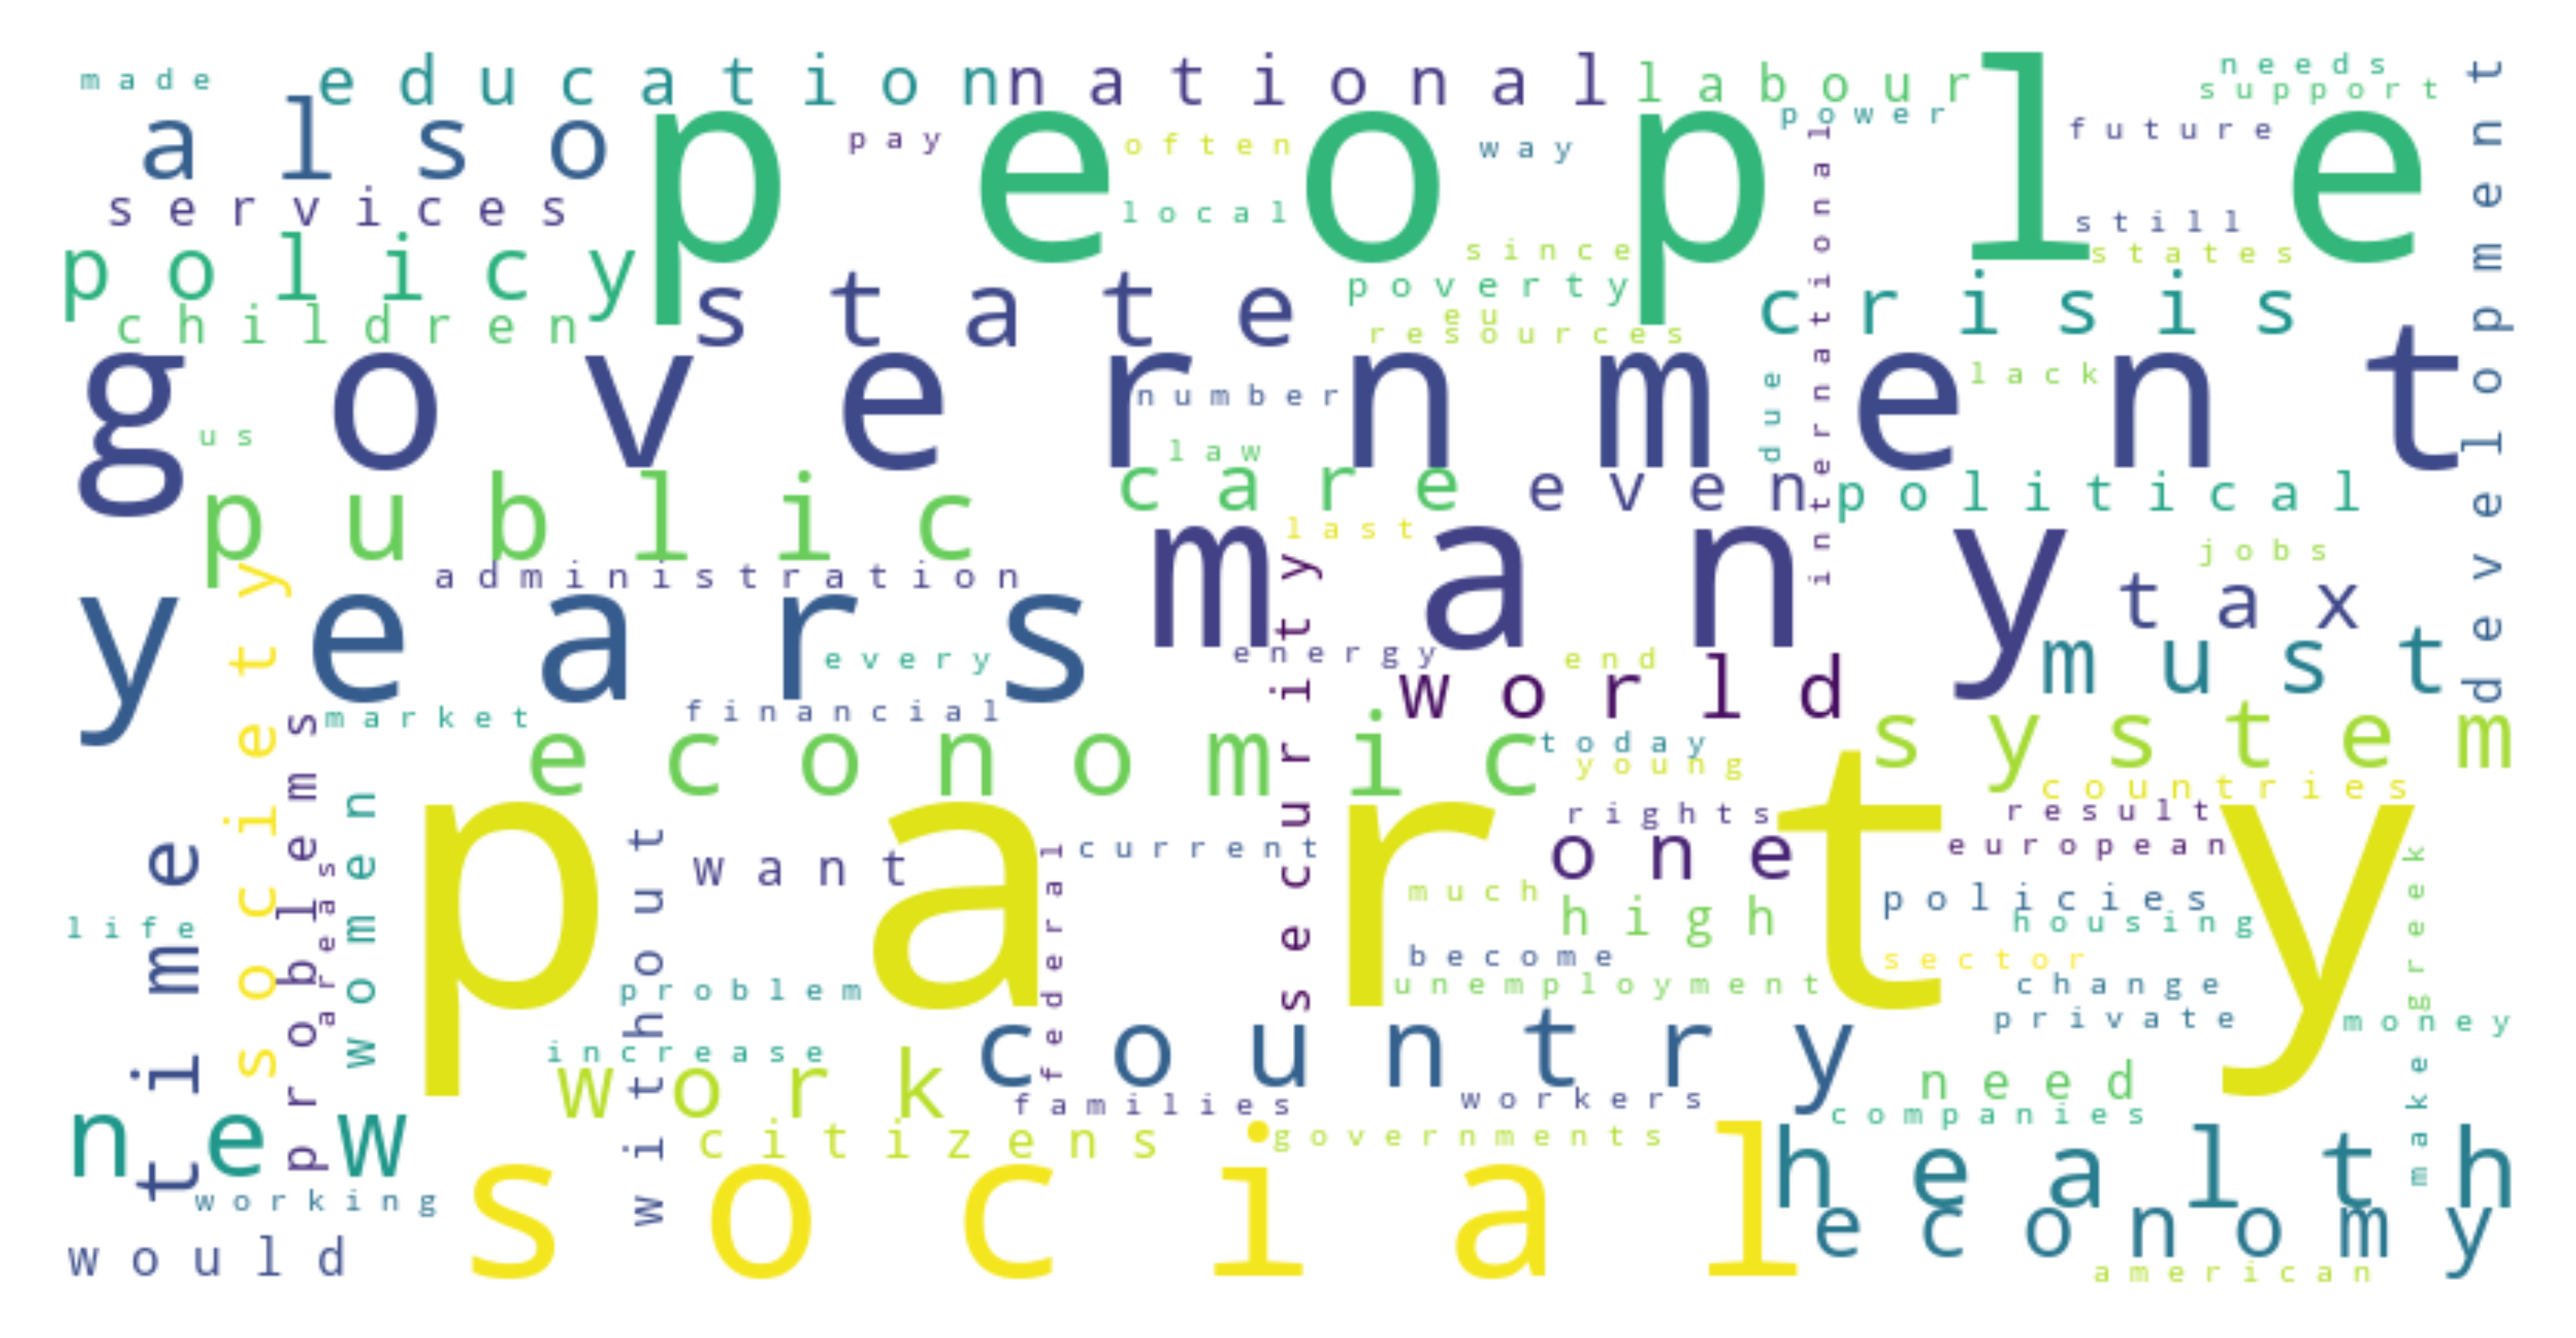 made
education
national
labour
needs
support
also
people
pay
often
way
power
future
development
services
local
international
still
policy
since
states
children
state
poverty
eu
resources
crisis
government
number
due
lack
us
law
public
care
even
political
last
many
jobs
administration
tax
years
society
every
energy
end
must
security
world
market
financial
economic
today
young
system
countries
problems
women
party
rights
result
time
without
want
federal
current
one
european
greek
areas
much
policies
life
high
housing
become
sector
problem
unemployment
change
country
private
money
increase
work
need
make
families
workers
new
companies
citizens
governments
health
working
social
economy
would
american